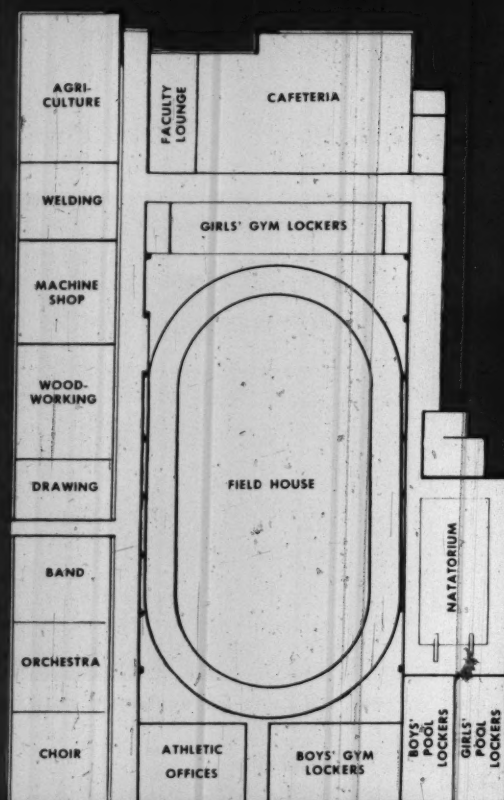 AGRI-
CULTURE
FACULTY
LOUNGE
CAFETERIA
WELDING
GIRLS' GYM LOCKERS
MACHINE
SHOP
WOOD-
WORKING
DRAWING
FIELD HOUSE
NATATORIUM
BAND
ORCHESTRA
CHOIR
ATHLETIC
OFFICES
BOYS' GYM
LOCKERS
BOYS'
POOL
LOCKERS
GIRLS'
POOL
LOCKERS